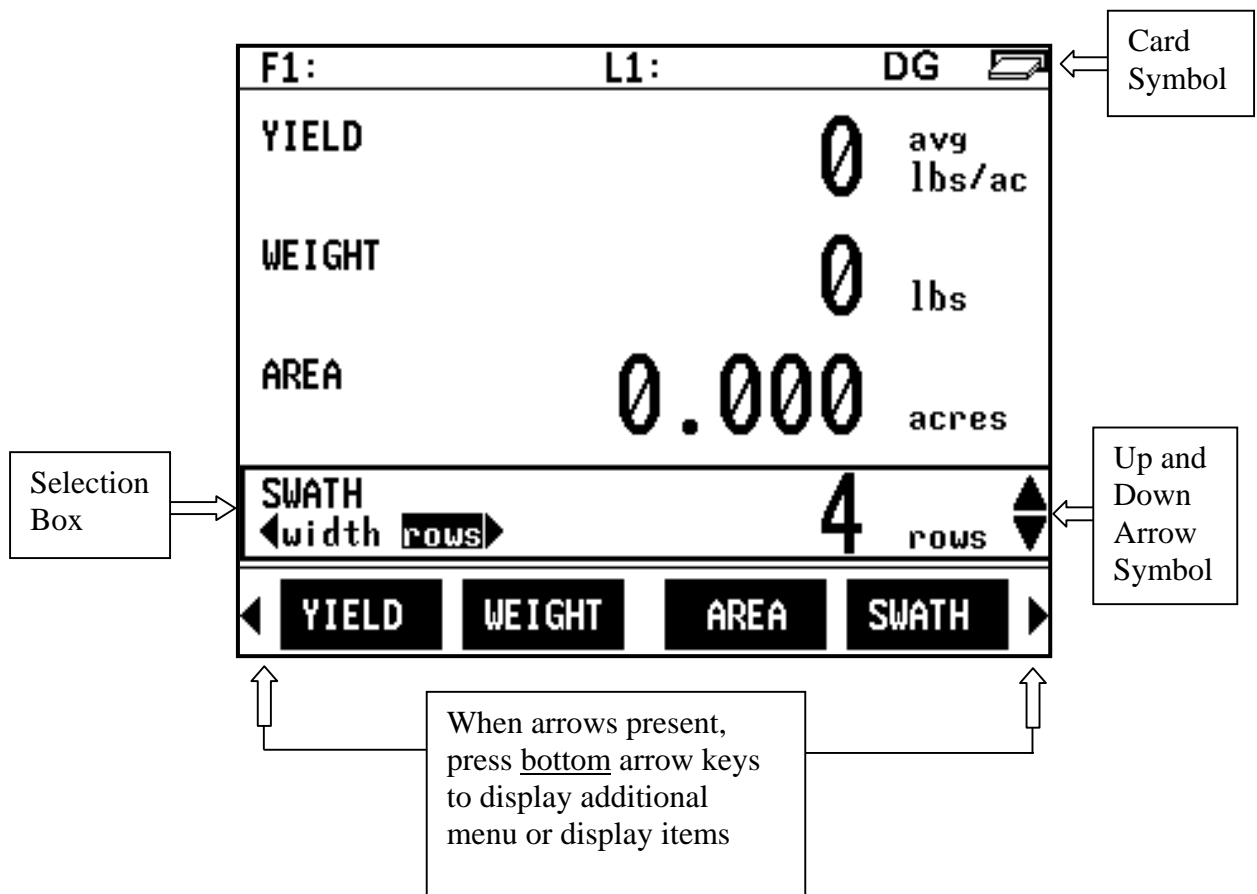 F1: L1: DG
Card
Symbol
YIELD 0 avg
lbs/ac
WEIGHT 0 lbs
AREA 0.000 acres
Selection
Box
SWATH 4 rows
width rows
Up and
Down
Arrow
Symbol
YIELD WEIGHT AREA SWATH
When arrows present,
press bottom arrow keys
to display additional
menu or display items